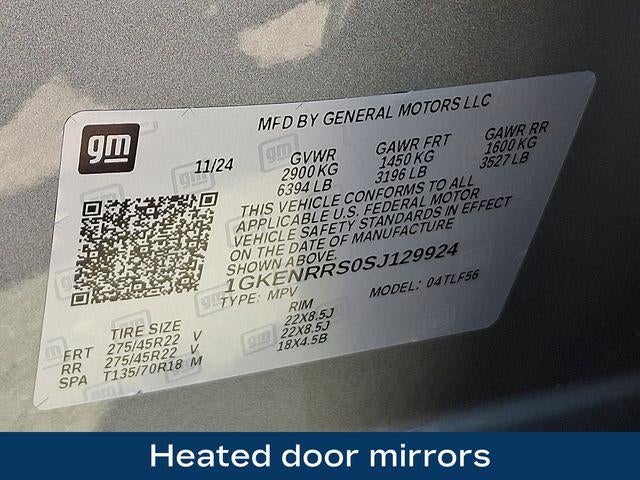 gm
MFD BY GENERAL MOTORS LLC
11/24
GVWR GAWR FRT GAWR RR
2900 KG 1450 KG 1600 KG
6394 LB 3196 LB 3527 LB
THIS VEHICLE CONFORMS TO ALL
APPLICABLE U.S. FEDERAL MOTOR
VEHICLE SAFETY STANDARDS IN EFFECT
ON THE DATE OF MANUFACTURE
SHOWN ABOVE.
1GKENRRS0SJ129924
TYPE: MPV MODEL: 04TLF56
TIRE SIZE RIM
FRT 275/45R22 V 22X8.5J
RR 275/45R22 V 22X8.5J
SPA T135/70R18 M 18X4.5B
Heated door mirrors